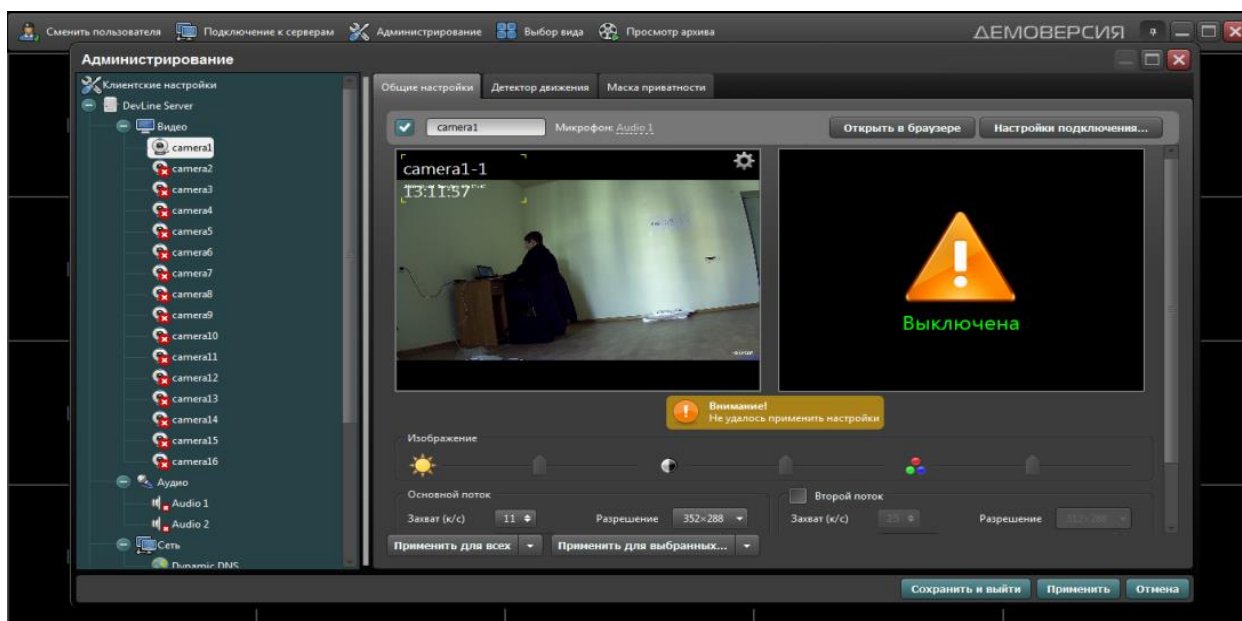 Сменить пользователя Подключение к серверам Администрирование Выбор вида Просмотр архива ДЕМОВЕРСИЯ
Администрирование
Клиентские настройки
DevLine Server
Видео
camera1
camera2
camera3
camera4
camera5
camera6
camera7
camera8
camera9
camera10
camera11
camera12
camera13
camera14
camera15
camera16
Аудио
Audio 1
Audio 2
Сеть
Dynamic DNS
Общие настройки Детектор движения Маска приватности
camera1 Микрофон: Audio 1 Открыть в браузере Настройки подключения...
camera1-1
13:11:57
Выключена
Внимание!
Не удалось применить настройки
Изображение
Основной поток Второй поток
Захват (к/с) 11 Разрешение 352×288 Захват (к/с) 25 Разрешение 352×288
Применить для всех Применить для выбранных...
Сохранить и выйти Применить Отмена